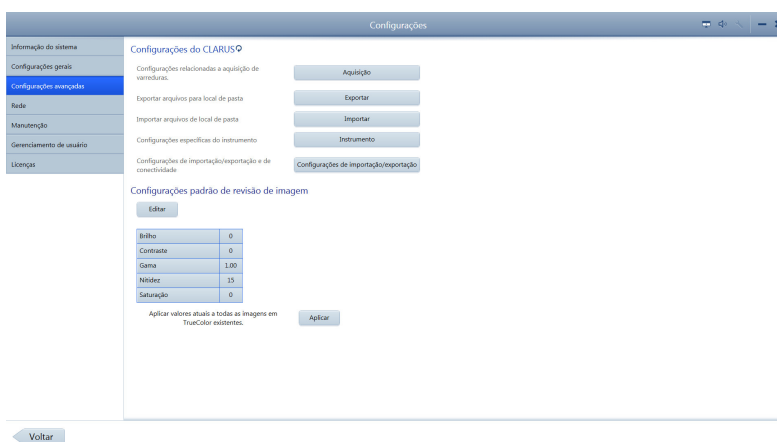 Configurações
Informação do sistema
Configurações gerais
Configurações avançadas
Rede
Manutenção
Gerenciamento de usuário
Licenças
Configurações do CLARUS
Configurações relacionadas a aquisição de
varreduras.
Aquisição
Exportar arquivos para local de pasta
Exportar
Importar arquivos de local de pasta
Importar
Configurações específicas do instrumento
Instrumento
Configurações de importação/exportação e de
conectividade
Configurações de importação/exportação
Configurações padrão de revisão de imagem
Editar
Brilho 0
Contraste 0
Gama 1.00
Nitidez 15
Saturação 0
Aplicar valores atuais a todas as imagens em
TrueColor existentes.
Aplicar
Voltar